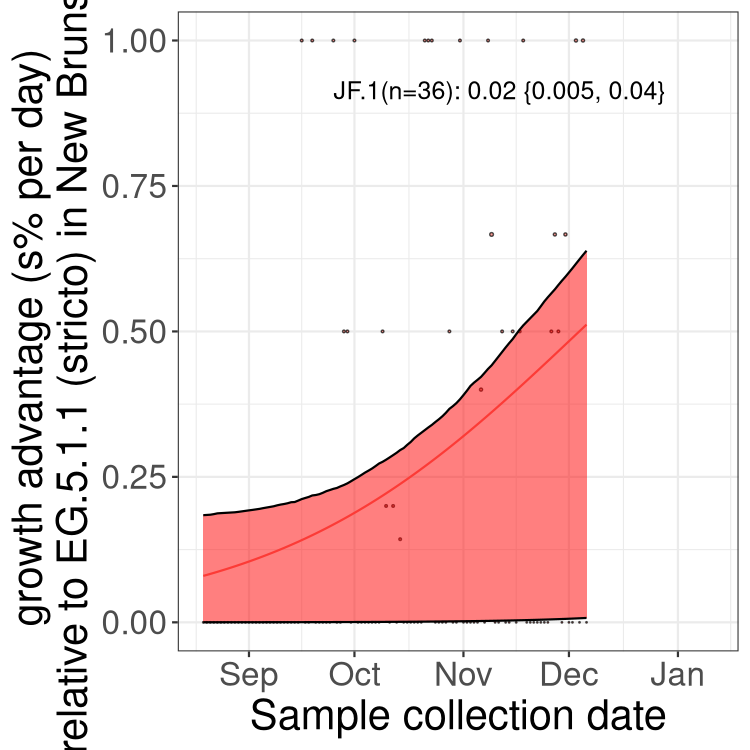 growth advantage (s% per day)
relative to EG.5.1.1 (stricto) in New Bruns
1.00
JF.1(n=36): 0.02 {0.005, 0.04}
0.75
0.50
0.25
0.00
Sep Oct Nov Dec Jan
Sample collection date